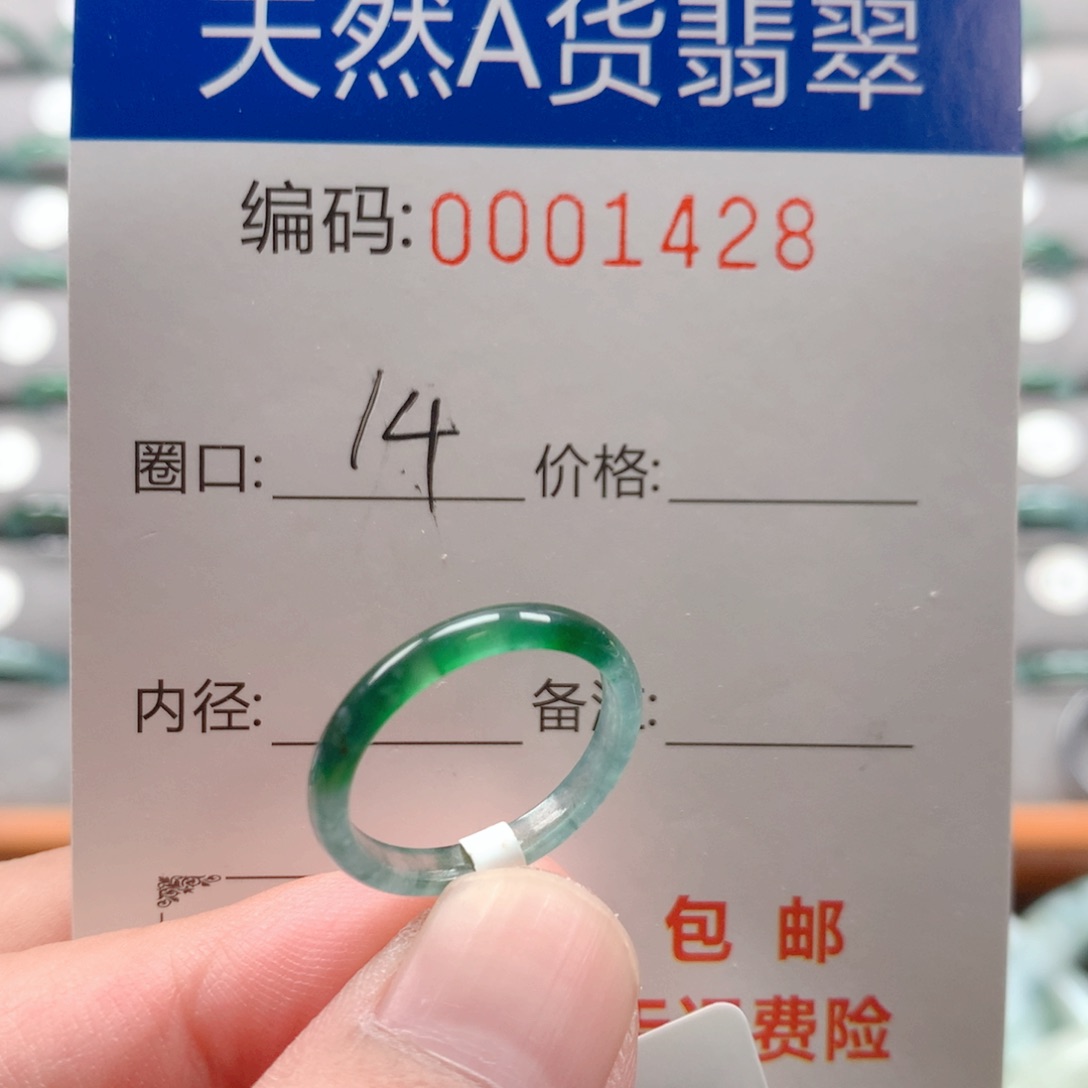 天然A货翡翠
编码:0001428
圈口: 14 价格:
内径: 备注:
包邮
费险